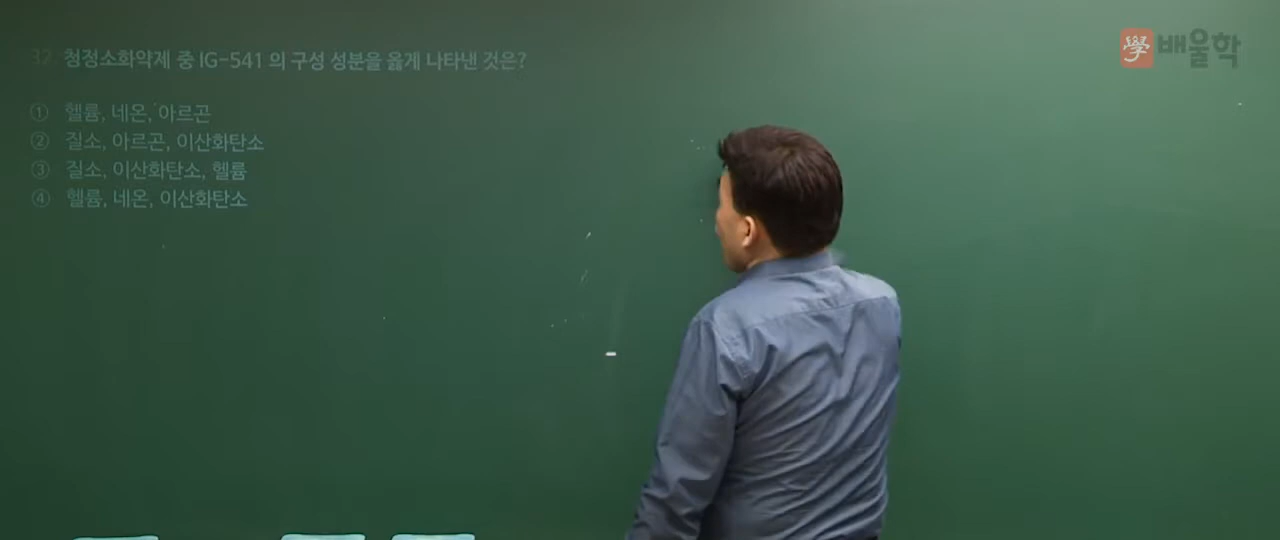 32 청정소화약제 중 IG-541 의 구성 성분을 옳게 나타낸 것은?
① 헬륨, 네온, 아르곤
② 질소, 아르곤, 이산화탄소
③ 질소, 이산화탄소, 헬륨
④ 헬륨, 네온, 이산화탄소
學 배울학